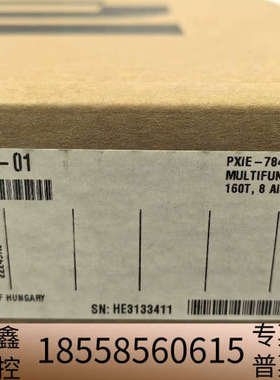 -01
PXIE-784
MULTIFUN
160T, 8 AI
F HUNGARY
SN: HE3133411
鑫 18558560615 专
控 普